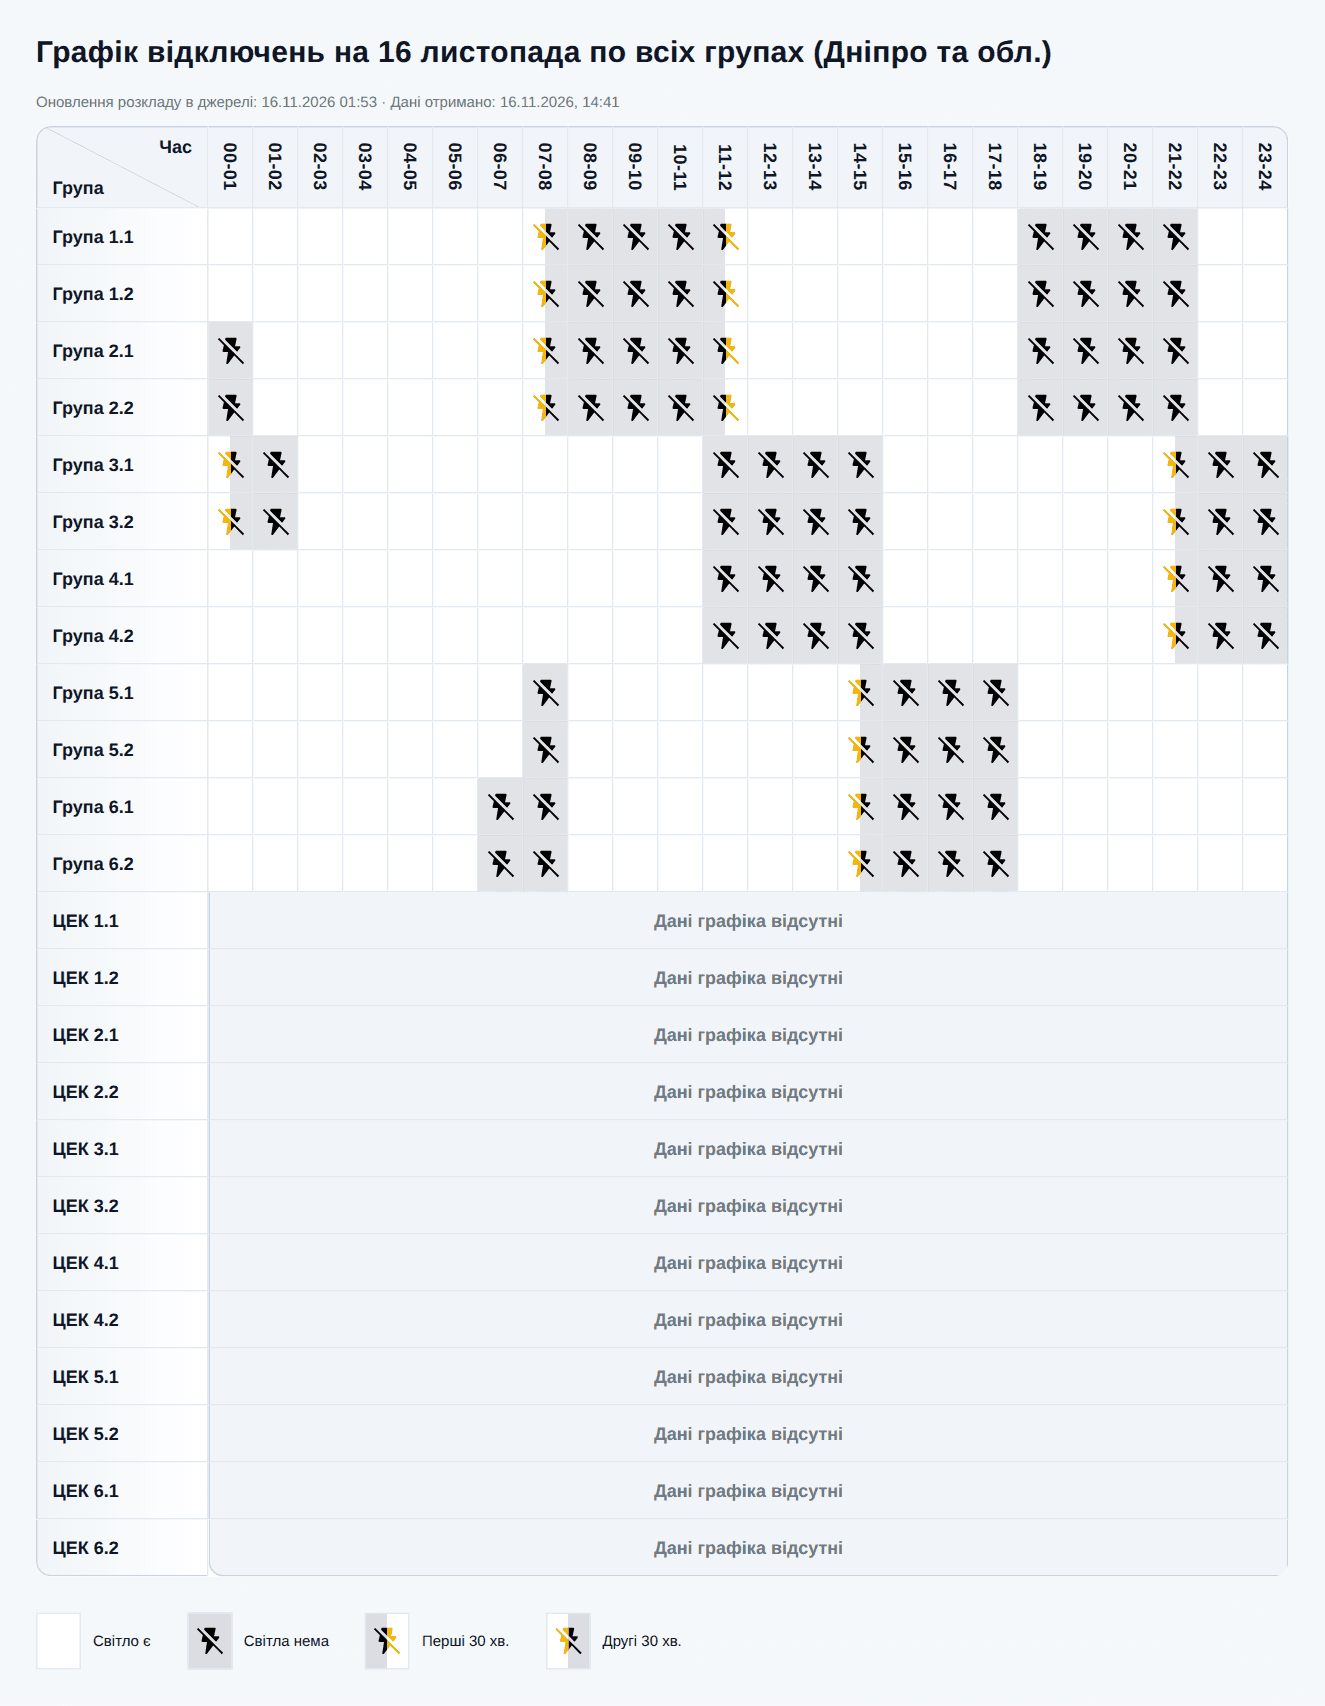 Графік відключень на 16 листопада по всіх групах (Дніпро та обл.)
Оновлення розкладу в джерелі: 16.11.2026 01:53 · Дані отримано: 16.11.2026, 14:41
Час
Група
00-01 01-02 02-03 03-04 04-05 05-06 06-07 07-08 08-09 09-10 10-11 11-12 12-13 13-14 14-15 15-16 16-17 17-18 18-19 19-20 20-21 21-22 22-23 23-24
Група 1.1
Група 1.2
Група 2.1
Група 2.2
Група 3.1
Група 3.2
Група 4.1
Група 4.2
Група 5.1
Група 5.2
Група 6.1
Група 6.2
ЦЕК 1.1 Дані графіка відсутні
ЦЕК 1.2 Дані графіка відсутні
ЦЕК 2.1 Дані графіка відсутні
ЦЕК 2.2 Дані графіка відсутні
ЦЕК 3.1 Дані графіка відсутні
ЦЕК 3.2 Дані графіка відсутні
ЦЕК 4.1 Дані графіка відсутні
ЦЕК 4.2 Дані графіка відсутні
ЦЕК 5.1 Дані графіка відсутні
ЦЕК 5.2 Дані графіка відсутні
ЦЕК 6.1 Дані графіка відсутні
ЦЕК 6.2 Дані графіка відсутні
Світло є Світла нема Перші 30 хв. Другі 30 хв.